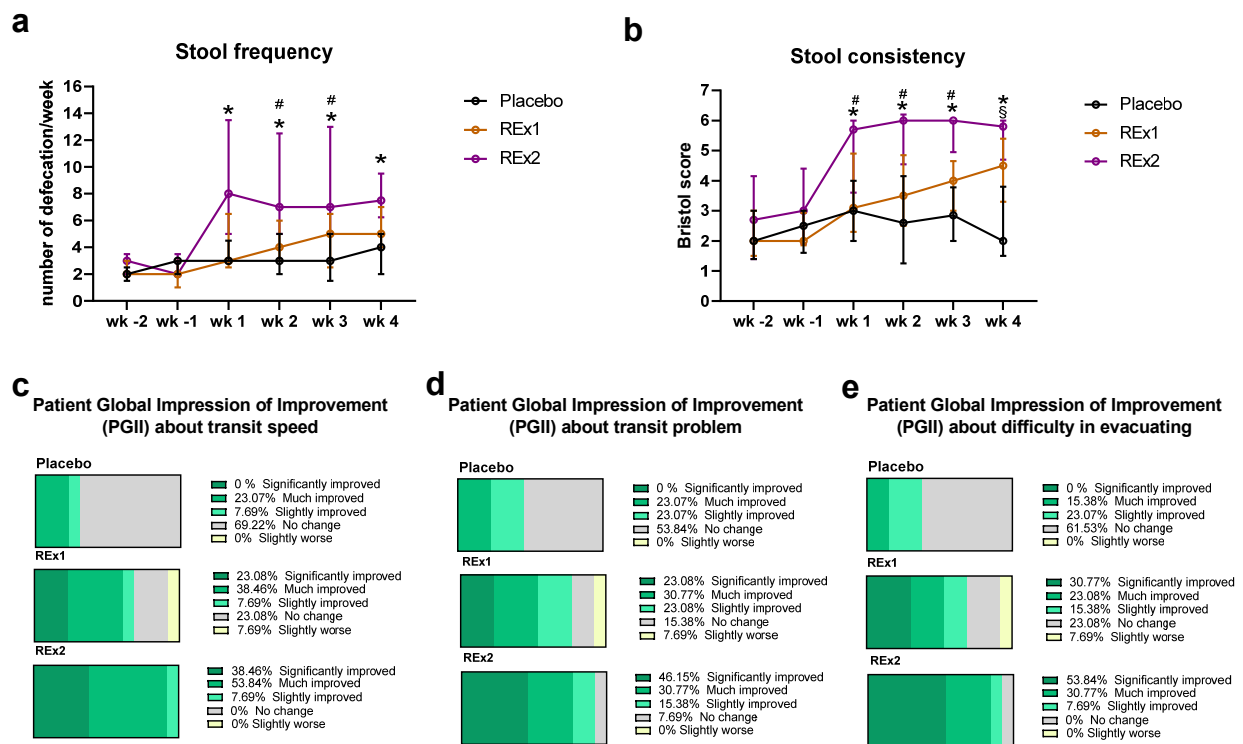 a
Stool frequency
number of defecation/week
16
14
12
10
8
6
4
2
0
*
#
*
#
*
*
wk -2 wk -1 wk 1 wk 2 wk 3 wk 4
Placebo
REx1
REx2
b
Stool consistency
Bristol score
7
6
5
4
3
2
1
0
#
*
#
*
#
*
*
§
wk -2 wk -1 wk 1 wk 2 wk 3 wk 4
Placebo
REx1
REx2
c
Patient Global Impression of Improvement
(PGII) about transit speed
Placebo
0 % Significantly improved
23.07% Much improved
7.69% Slightly improved
69.22% No change
0% Slightly worse
REx1
23.08% Significantly improved
38.46% Much improved
7.69% Slightly improved
23.08% No change
7.69% Slightly worse
REx2
38.46% Significantly improved
53.84% Much improved
7.69% Slightly improved
0% No change
0% Slightly worse
d
Patient Global Impression of Improvement
(PGII) about transit problem
Placebo
0 % Significantly improved
23.07% Much improved
23.07% Slightly improved
53.84% No change
0% Slightly worse
REx1
23.08% Significantly improved
30.77% Much improved
23.08% Slightly improved
15.38% No change
7.69% Slightly worse
REx2
46.15% Significantly improved
30.77% Much improved
15.38% Slightly improved
7.69% No change
0% Slightly worse
e
Patient Global Impression of Improvement
(PGII) about difficulty in evacuating
Placebo
0 % Significantly improved
15.38% Much improved
23.07% Slightly improved
61.53% No change
0% Slightly worse
REx1
30.77% Significantly improved
23.08% Much improved
15.38% Slightly improved
23.08% No change
7.69% Slightly worse
REx2
53.84% Significantly improved
30.77% Much improved
7.69% Slightly improved
0% No change
0% Slightly worse